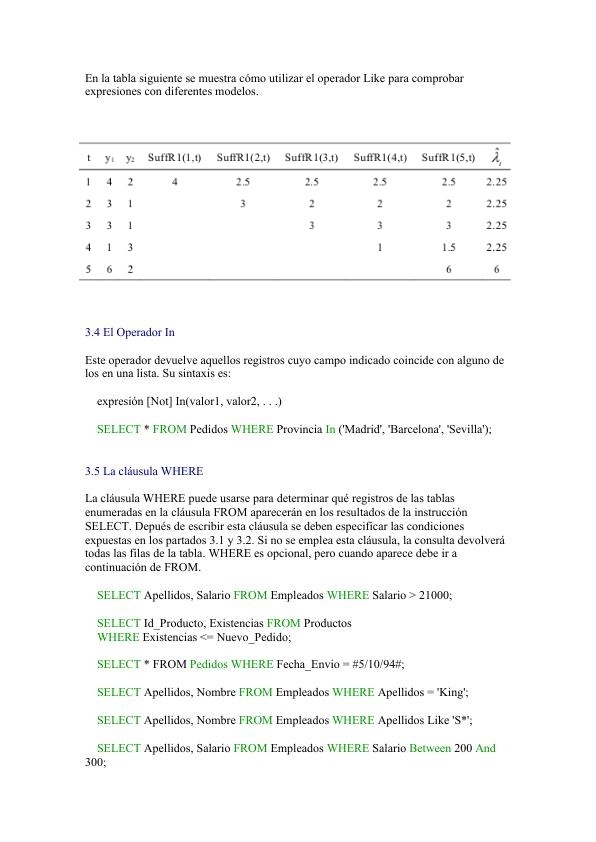 En la tabla siguiente se muestra cómo utilizar el operador Like para comprobar
expresiones con diferentes modelos.
t y₁ y₂ SuffR1(1,t) SuffR1(2,t) SuffR1(3,t) SuffR1(4,t) SuffR1(5,t) λ̂ₜ
1 4 2 4 2.5 2.5 2.5 2.5 2.25
2 3 1 3 2 2 2 2.25
3 3 1 3 3 3 2.25
4 1 3 1 1.5 2.25
5 6 2 6 6
3.4 El Operador In
Este operador devuelve aquellos registros cuyo campo indicado coincide con alguno de
los en una lista. Su sintaxis es:
expresión [Not] In(valor1, valor2, . . .)
SELECT * FROM Pedidos WHERE Provincia In ('Madrid', 'Barcelona', 'Sevilla');
3.5 La cláusula WHERE
La cláusula WHERE puede usarse para determinar qué registros de las tablas
enumeradas en la cláusula FROM aparecerán en los resultados de la instrucción
SELECT. Depués de escribir esta cláusula se deben especificar las condiciones
expuestas en los partados 3.1 y 3.2. Si no se emplea esta cláusula, la consulta devolverá
todas las filas de la tabla. WHERE es opcional, pero cuando aparece debe ir a
continuación de FROM.
SELECT Apellidos, Salario FROM Empleados WHERE Salario > 21000;
SELECT Id_Producto, Existencias FROM Productos
WHERE Existencias <= Nuevo_Pedido;
SELECT * FROM Pedidos WHERE Fecha_Envio = #5/10/94#;
SELECT Apellidos, Nombre FROM Empleados WHERE Apellidos = 'King';
SELECT Apellidos, Nombre FROM Empleados WHERE Apellidos Like 'S*';
SELECT Apellidos, Salario FROM Empleados WHERE Salario Between 200 And
300;